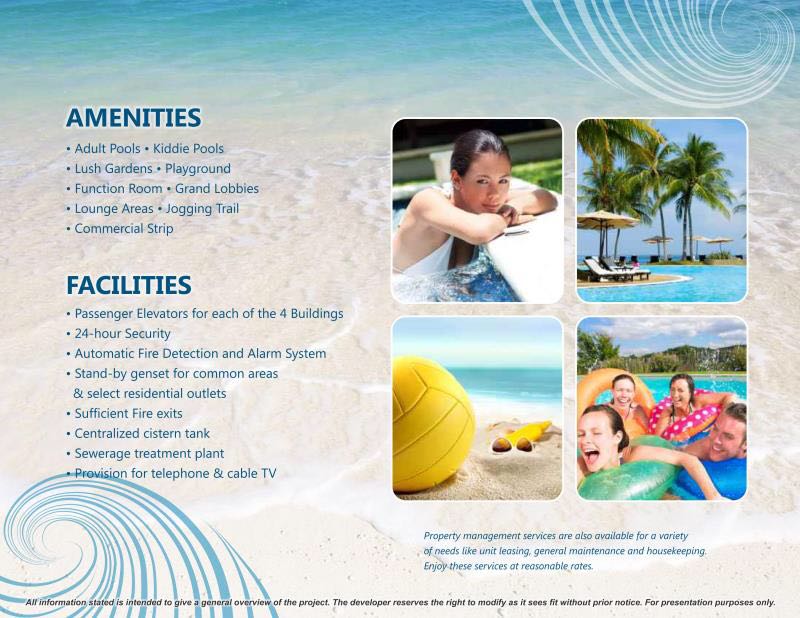 AMENITIES
• Adult Pools • Kiddie Pools
• Lush Gardens • Playground
• Function Room • Grand Lobbies
• Lounge Areas • Jogging Trail
• Commercial Strip
FACILITIES
• Passenger Elevators for each of the 4 Buildings
• 24-hour Security
• Automatic Fire Detection and Alarm System
• Stand-by genset for common areas
& select residential outlets
• Sufficient Fire exits
• Centralized cistern tank
• Sewerage treatment plant
• Provision for telephone & cable TV
Property management services are also available for a variety
of needs like unit leasing, general maintenance and housekeeping.
Enjoy these services at reasonable rates.
All information stated is intended to give a general overview of the project. The developer reserves the right to modify as it sees fit without prior notice. For presentation purposes only.